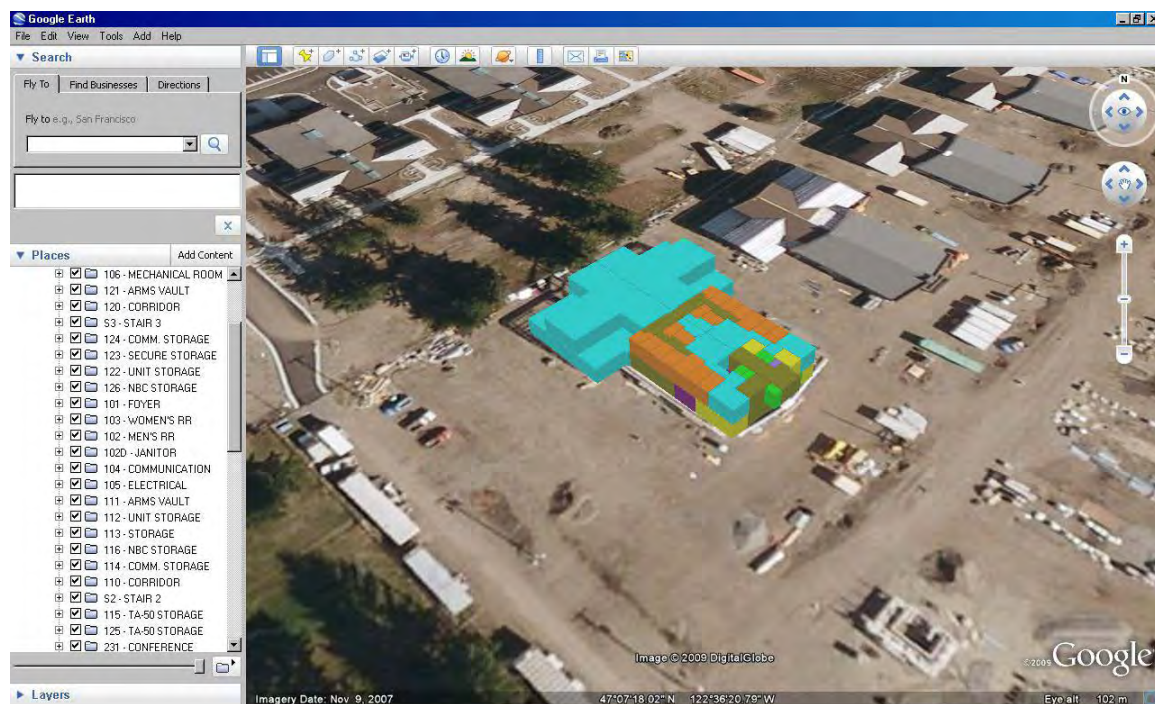 Google Earth
File Edit View Tools Add Help
Search
Fly To Find Businesses Directions
Fly to e.g., San Francisco
Places Add Content
106 - MECHANICAL ROOM
121 - ARMS VAULT
120 - CORRIDOR
S3 - STAIR 3
124 - COMM. STORAGE
123 - SECURE STORAGE
122 - UNIT STORAGE
126 - NBC STORAGE
101 - FOYER
103 - WOMEN'S RR
102 - MEN'S RR
102D - JANITOR
104 - COMMUNICATION
105 - ELECTRICAL
111 - ARMS VAULT
112 - UNIT STORAGE
113 - STORAGE
116 - NBC STORAGE
114 - COMM. STORAGE
110 - CORRIDOR
S2 - STAIR 2
115 - TA-50 STORAGE
125 - TA-50 STORAGE
231 - CONFERENCE
Layers
N
Image © 2009 DigitalGlobe
© 2009 Google
Imagery Date: Nov 9, 2007 47°07'18.02" N 122°36'20.79" W Eye alt 102 m